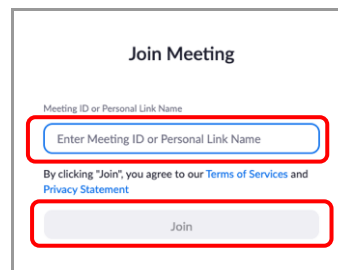 Join Meeting
Meeting ID or Personal Link Name
Enter Meeting ID or Personal Link Name
By clicking "Join", you agree to our Terms of Services and
Privacy Statement
Join